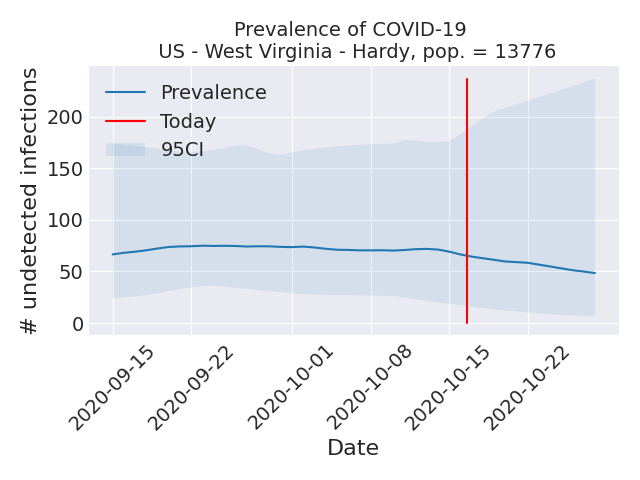 Prevalence of COVID-19
US - West Virginia - Hardy, pop. = 13776
# undetected infections
200
150
100
50
0
Prevalence
Today
95CI
2020-09-15
2020-09-22
2020-10-01
2020-10-08
2020-10-15
2020-10-22
Date